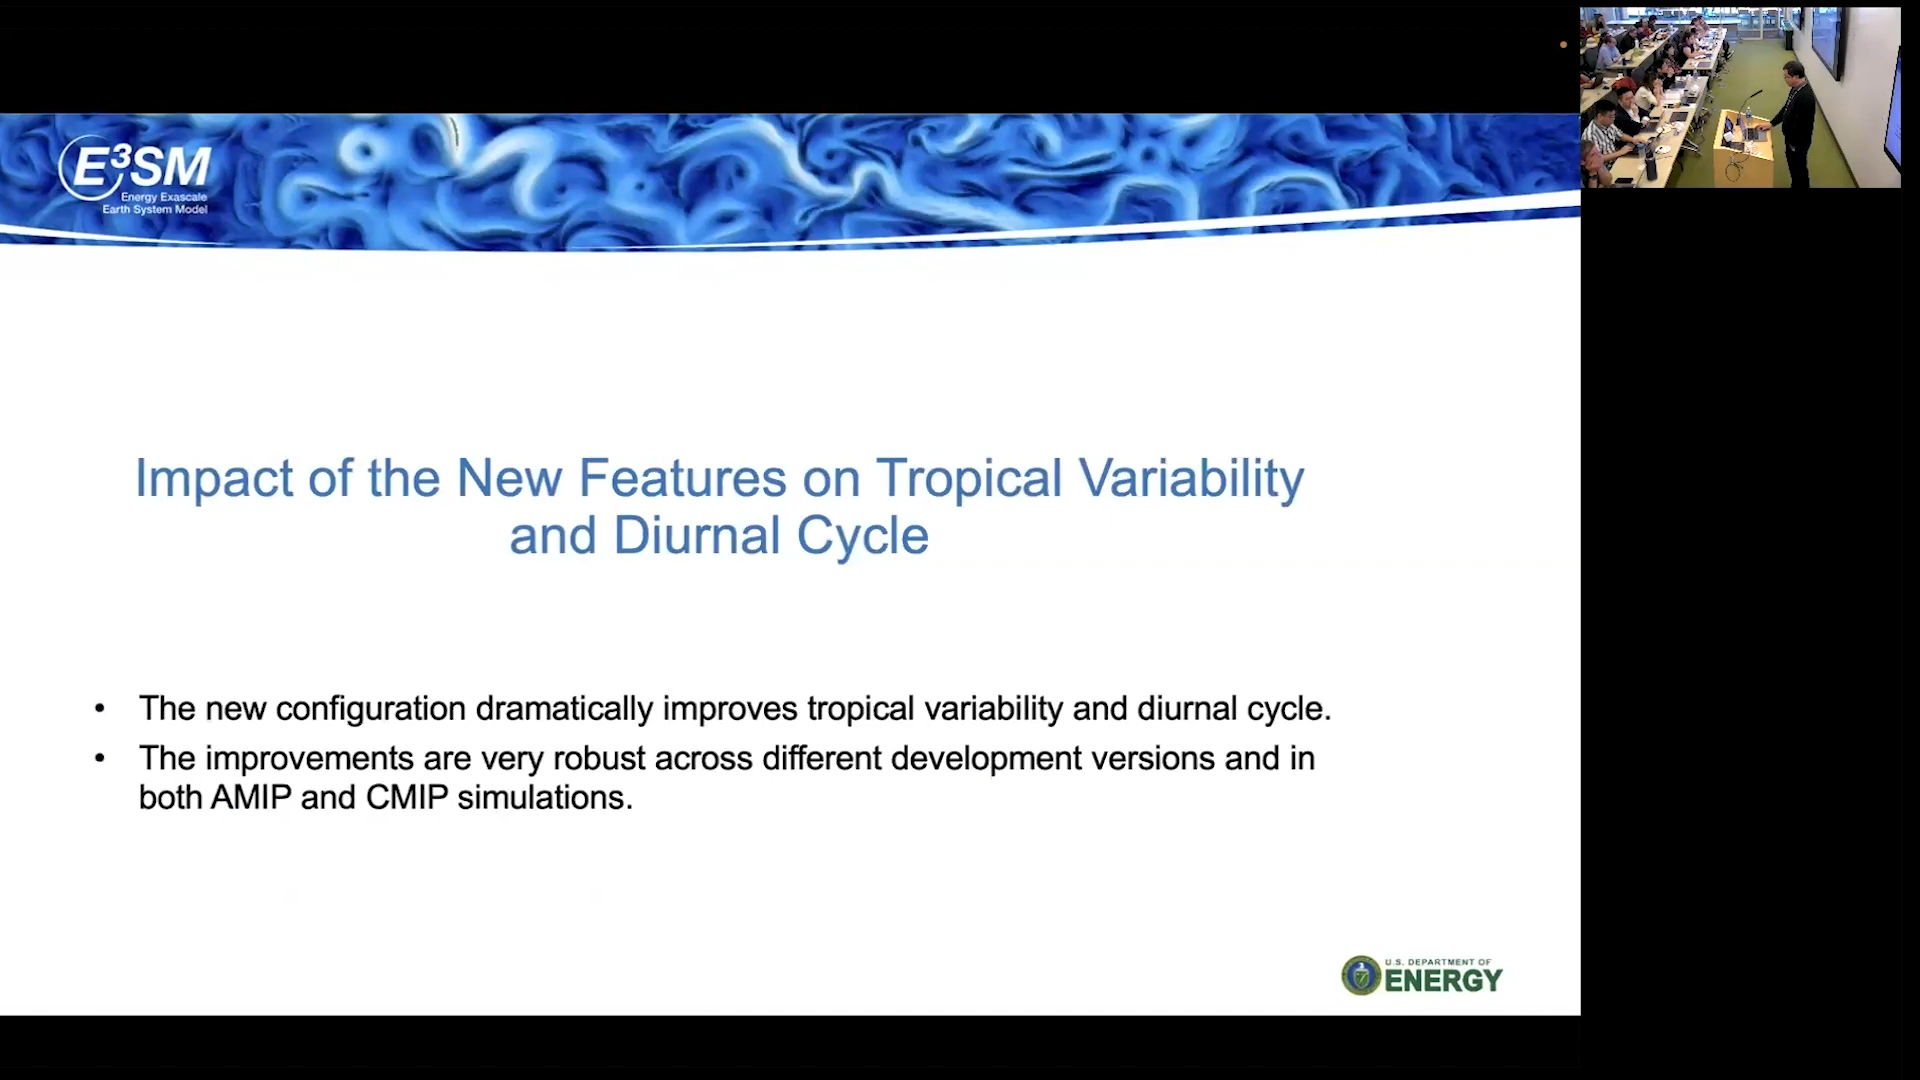 E³SM
Energy Exascale
Earth System Model
Impact of the New Features on Tropical Variability
and Diurnal Cycle
• The new configuration dramatically improves tropical variability and diurnal cycle.
• The improvements are very robust across different development versions and in
both AMIP and CMIP simulations.
U.S. DEPARTMENT OF
ENERGY